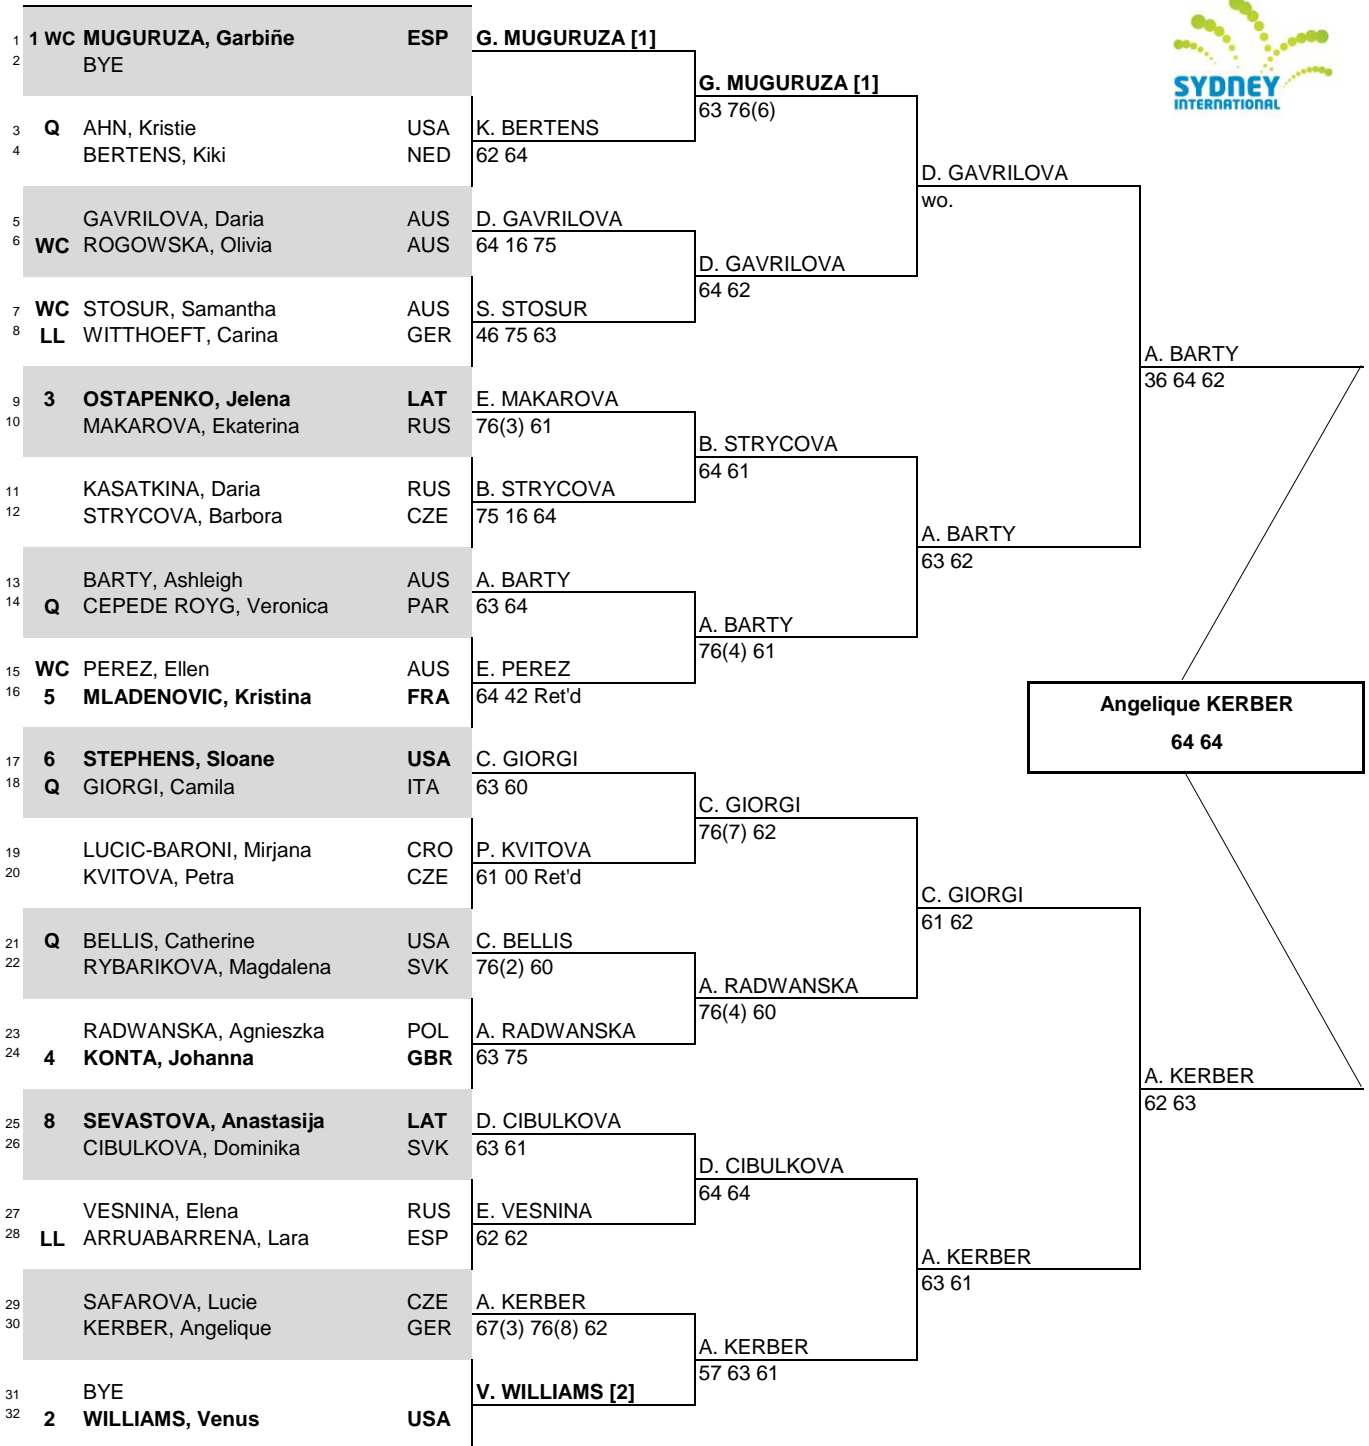 SYDNEY
INTERNATIONAL
1 1 WC MUGURUZA, Garbiñe ESP
2 BYE
3 Q AHN, Kristie USA
4 BERTENS, Kiki NED
5 GAVRILOVA, Daria AUS
6 WC ROGOWSKA, Olivia AUS
7 WC STOSUR, Samantha AUS
8 LL WITTHOEFT, Carina GER
9 3 OSTAPENKO, Jelena LAT
10 MAKAROVA, Ekaterina RUS
11 KASATKINA, Daria RUS
12 STRYCOVA, Barbora CZE
13 BARTY, Ashleigh AUS
14 Q CEPEDE ROYG, Veronica PAR
15 WC PEREZ, Ellen AUS
16 5 MLADENOVIC, Kristina FRA
17 6 STEPHENS, Sloane USA
18 Q GIORGI, Camila ITA
19 LUCIC-BARONI, Mirjana CRO
20 KVITOVA, Petra CZE
21 Q BELLIS, Catherine USA
22 RYBARIKOVA, Magdalena SVK
23 RADWANSKA, Agnieszka POL
24 4 KONTA, Johanna GBR
25 8 SEVASTOVA, Anastasija LAT
26 CIBULKOVA, Dominika SVK
27 VESNINA, Elena RUS
28 LL ARRUABARRENA, Lara ESP
29 SAFAROVA, Lucie CZE
30 KERBER, Angelique GER
31 BYE
32 2 WILLIAMS, Venus USA
G. MUGURUZA [1]
K. BERTENS
62 64
D. GAVRILOVA
64 16 75
S. STOSUR
46 75 63
E. MAKAROVA
76(3) 61
B. STRYCOVA
75 16 64
A. BARTY
63 64
E. PEREZ
64 42 Ret'd
C. GIORGI
63 60
P. KVITOVA
61 00 Ret'd
C. BELLIS
76(2) 60
A. RADWANSKA
63 75
D. CIBULKOVA
63 61
E. VESNINA
62 62
A. KERBER
67(3) 76(8) 62
V. WILLIAMS [2]
G. MUGURUZA [1]
63 76(6)
D. GAVRILOVA
64 62
B. STRYCOVA
64 61
A. BARTY
76(4) 61
C. GIORGI
76(7) 62
A. RADWANSKA
76(4) 60
D. CIBULKOVA
64 64
A. KERBER
57 63 61
D. GAVRILOVA
wo.
A. BARTY
63 62
C. GIORGI
61 62
A. KERBER
63 61
A. BARTY
36 64 62
A. KERBER
62 63
Angelique KERBER
64 64